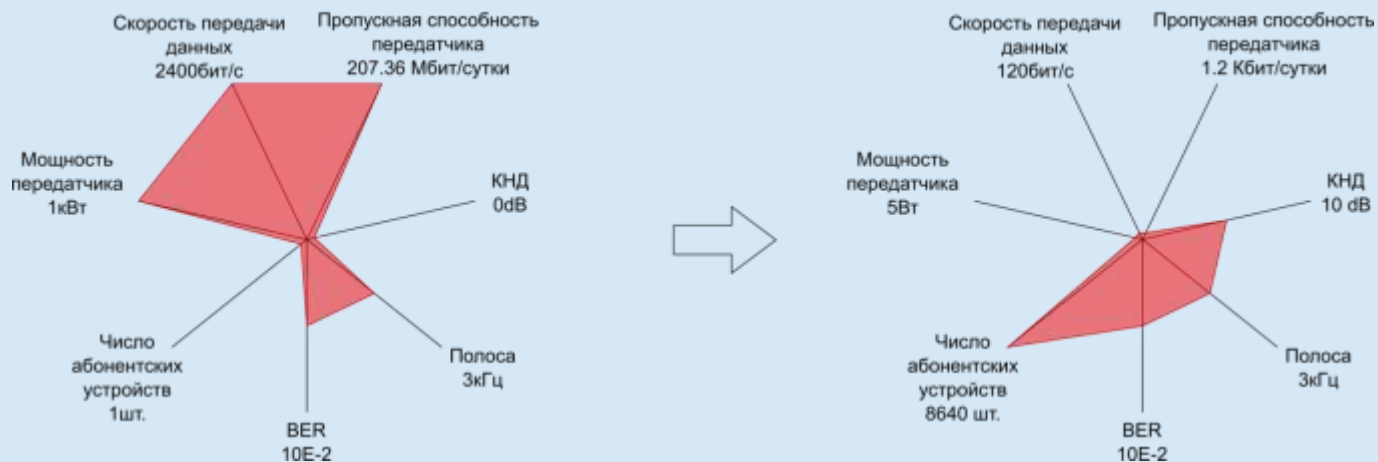 Скорость передачи
данных
2400бит/с
Пропускная способность
передатчика
207.36 Мбит/сутки
Мощность
передатчика
1кВт
КНД
0dB
Число
абонентских
устройств
1шт.
Полоса
3кГц
BER
10E-2
Скорость передачи
данных
120бит/с
Пропускная способность
передатчика
1.2 Кбит/сутки
Мощность
передатчика
5Вт
КНД
10 dB
Число
абонентских
устройств
8640 шт.
Полоса
3кГц
BER
10E-2